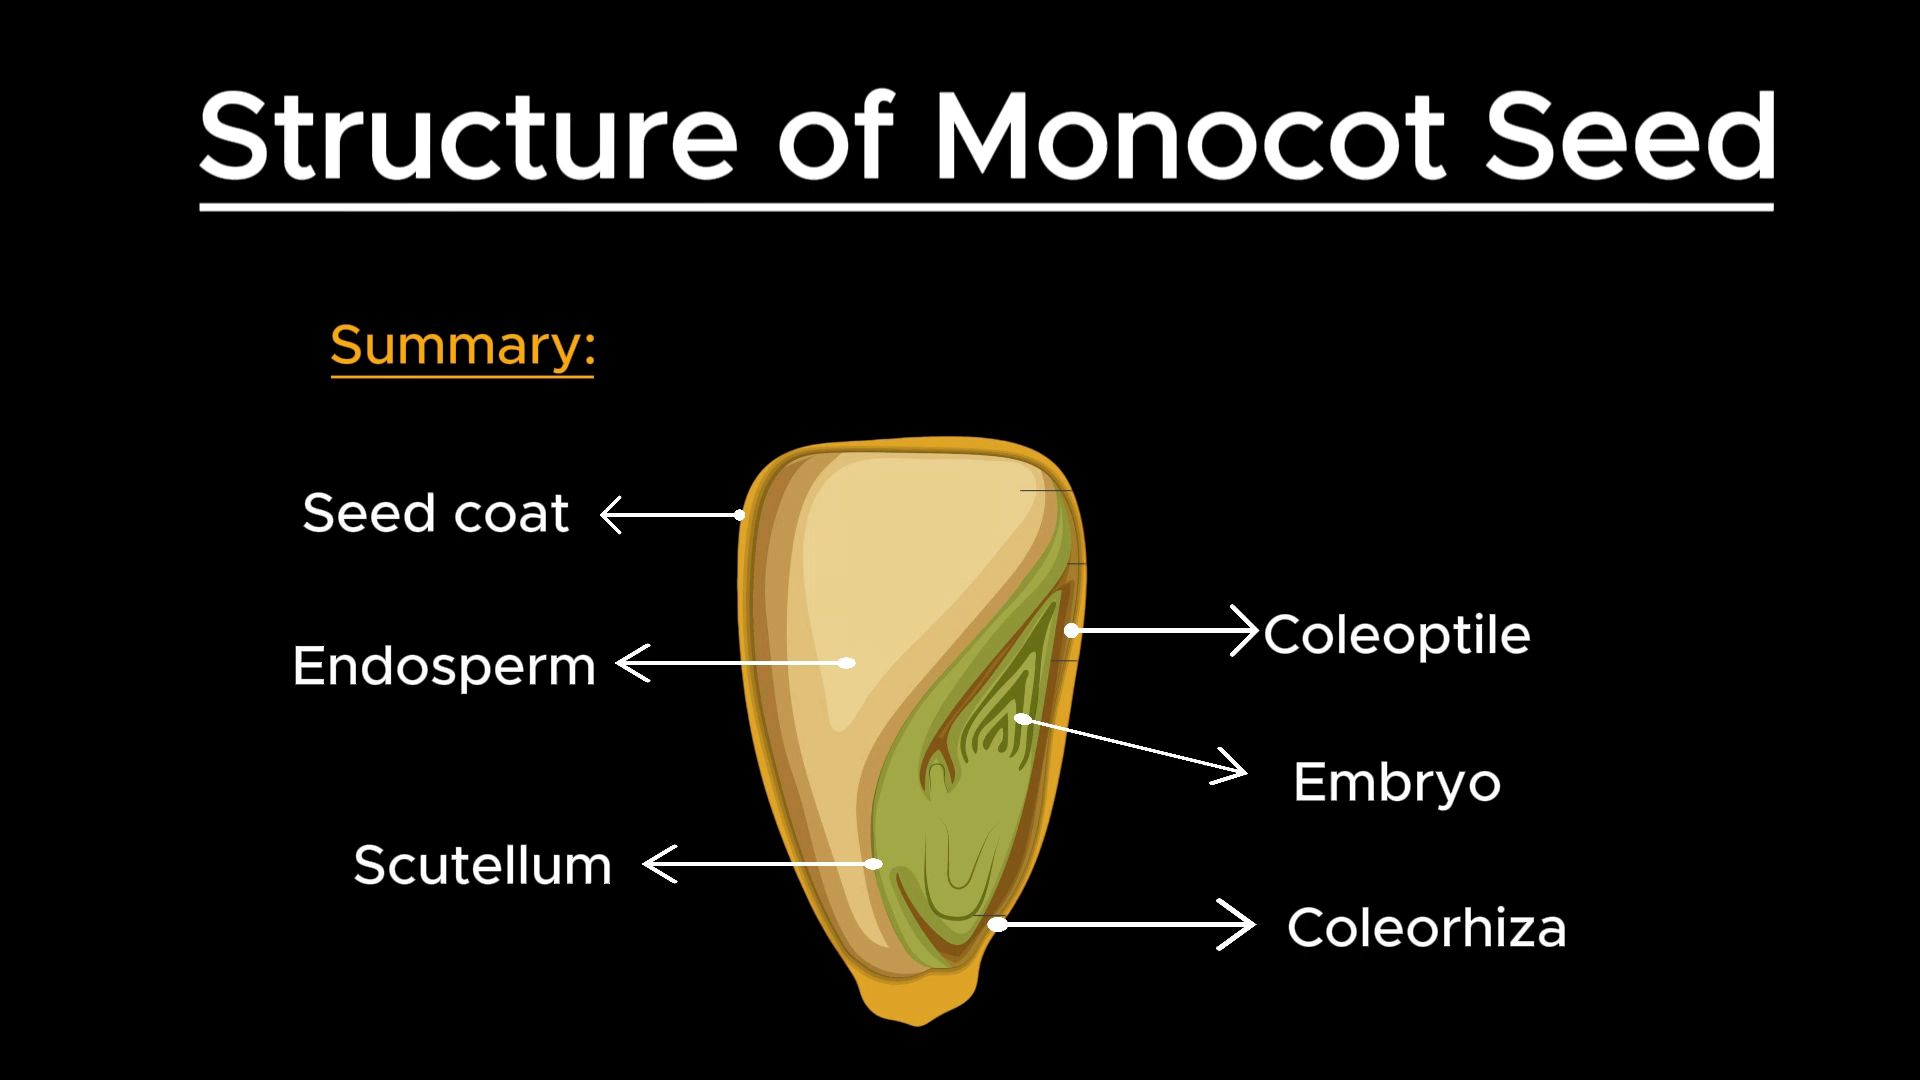 Structure of Monocot Seed
Summary:
Seed coat
Endosperm
Scutellum
Coleoptile
Embryo
Coleorhiza